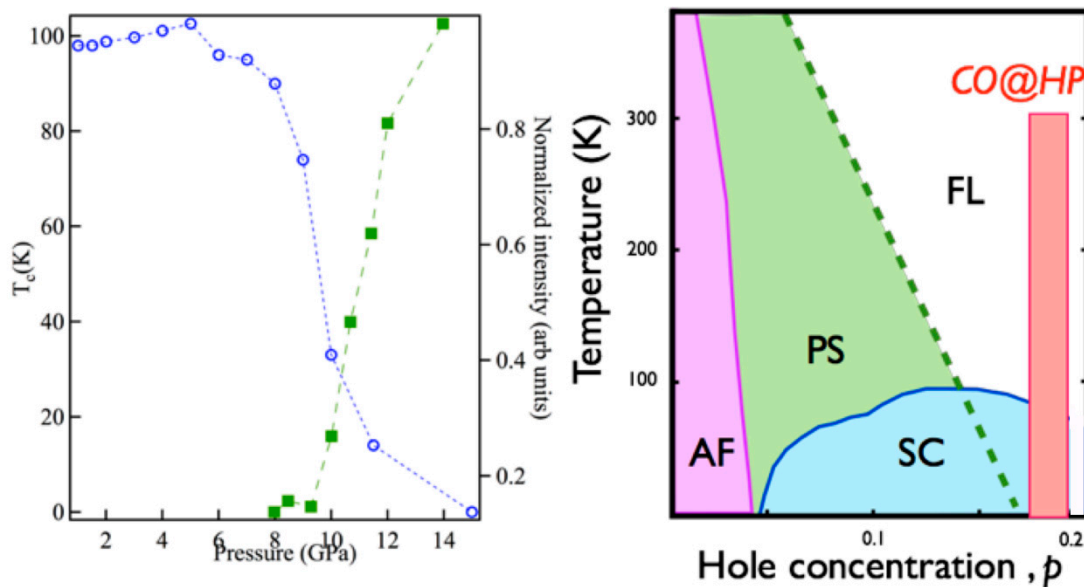 100
80
60
40
20
0
Tc(K)
2
4
6
8
10
12
14
Pressure (GPa)
0.8
0.6
0.4
0.2
Normalized intensity (arb units)
300
200
100
Temperature (K)
CO@HP
FL
PS
AF
SC
0.1
0.2
Hole concentration , p